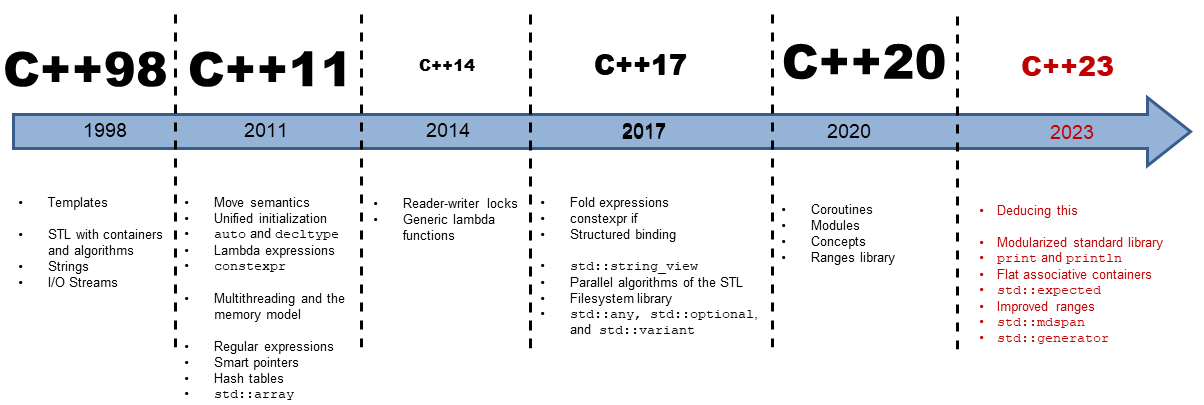 C++98
C++11
C++14
C++17
C++20
C++23
1998
2011
2014
2017
2020
2023
• Templates
• STL with containers
and algorithms
• Strings
• I/O Streams
• Move semantics
• Unified initialization
• auto and decltype
• Lambda expressions
• constexpr
• Multithreading and the
memory model
• Regular expressions
• Smart pointers
• Hash tables
• std::array
• Reader-writer locks
• Generic lambda
functions
• Fold expressions
• constexpr if
• Structured binding
• std::string_view
• Parallel algorithms of the STL
• Filesystem library
• std::any, std::optional,
and std::variant
• Coroutines
• Modules
• Concepts
• Ranges library
• Deducing this
• Modularized standard library
• print and println
• Flat associative containers
• std::expected
• Improved ranges
• std::mdspan
• std::generator